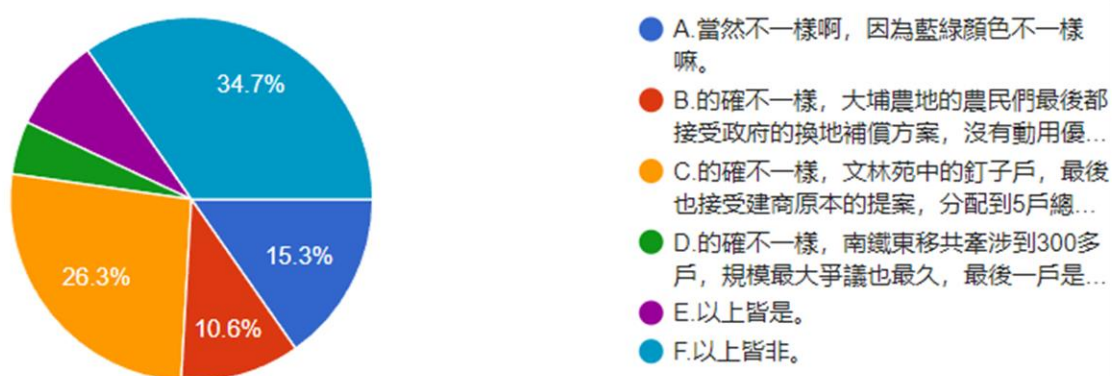 34.7%
15.3%
26.3%
10.6%
A.當然不一樣啊，因為藍綠顏色不一樣
嘛。
B.的確不一樣，大埔農地的農民們最後都
接受政府的換地補償方案，沒有動用優...
C.的確不一樣，文林苑中的釘子戶，最後
也接受建商原本的提案，分配到5戶總...
D.的確不一樣，南鐵東移共牽涉到300多
戶，規模最大爭議也最久，最後一戶是...
E.以上皆是。
F.以上皆非。